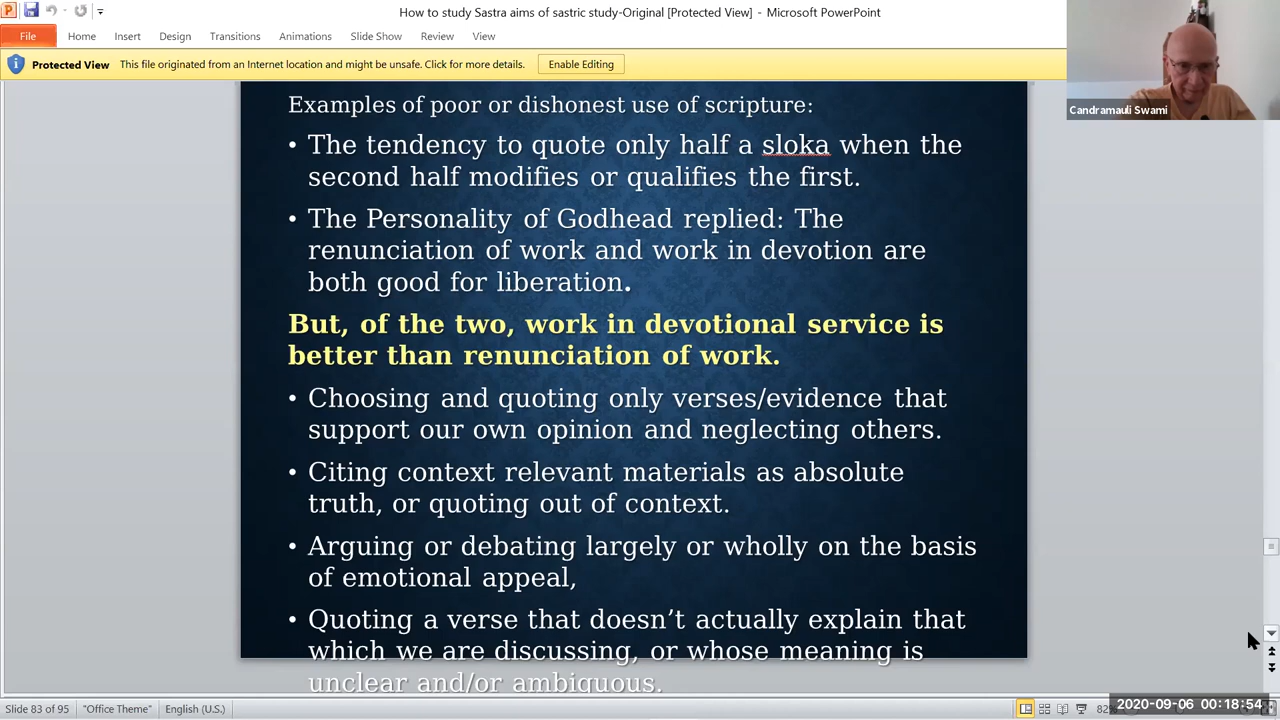 How to study Sastra aims of sastric study-Original [Protected View] - Microsoft PowerPoint
File Home Insert Design Transitions Animations Slide Show Review View
Protected View This file originated from an Internet location and might be unsafe. Click for more details. Enable Editing
Candramauli Swami
Examples of poor or dishonest use of scripture:
• The tendency to quote only half a sloka when the
second half modifies or qualifies the first.
• The Personality of Godhead replied: The
renunciation of work and work in devotion are
both good for liberation.
But, of the two, work in devotional service is
better than renunciation of work.
• Choosing and quoting only verses/evidence that
support our own opinion and neglecting others.
• Citing context relevant materials as absolute
truth, or quoting out of context.
• Arguing or debating largely or wholly on the basis
of emotional appeal,
• Quoting a verse that doesn’t actually explain that
which we are discussing, or whose meaning is
unclear and/or ambiguous.
Slide 83 of 95 "Office Theme" English (U.S.) 2020-09-06 00:18:54